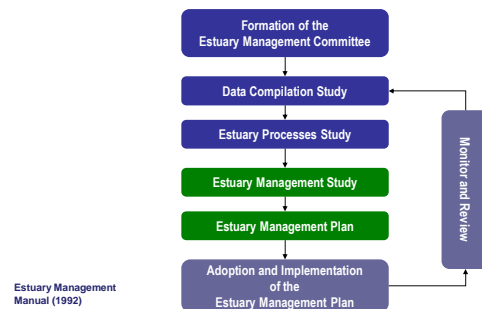 Formation of the
Estuary Management Committee
Data Compilation Study
Estuary Processes Study
Estuary Management Study
Estuary Management Plan
Adoption and Implementation
of the
Estuary Management Plan
Monitor and Review
Estuary Management
Manual (1992)